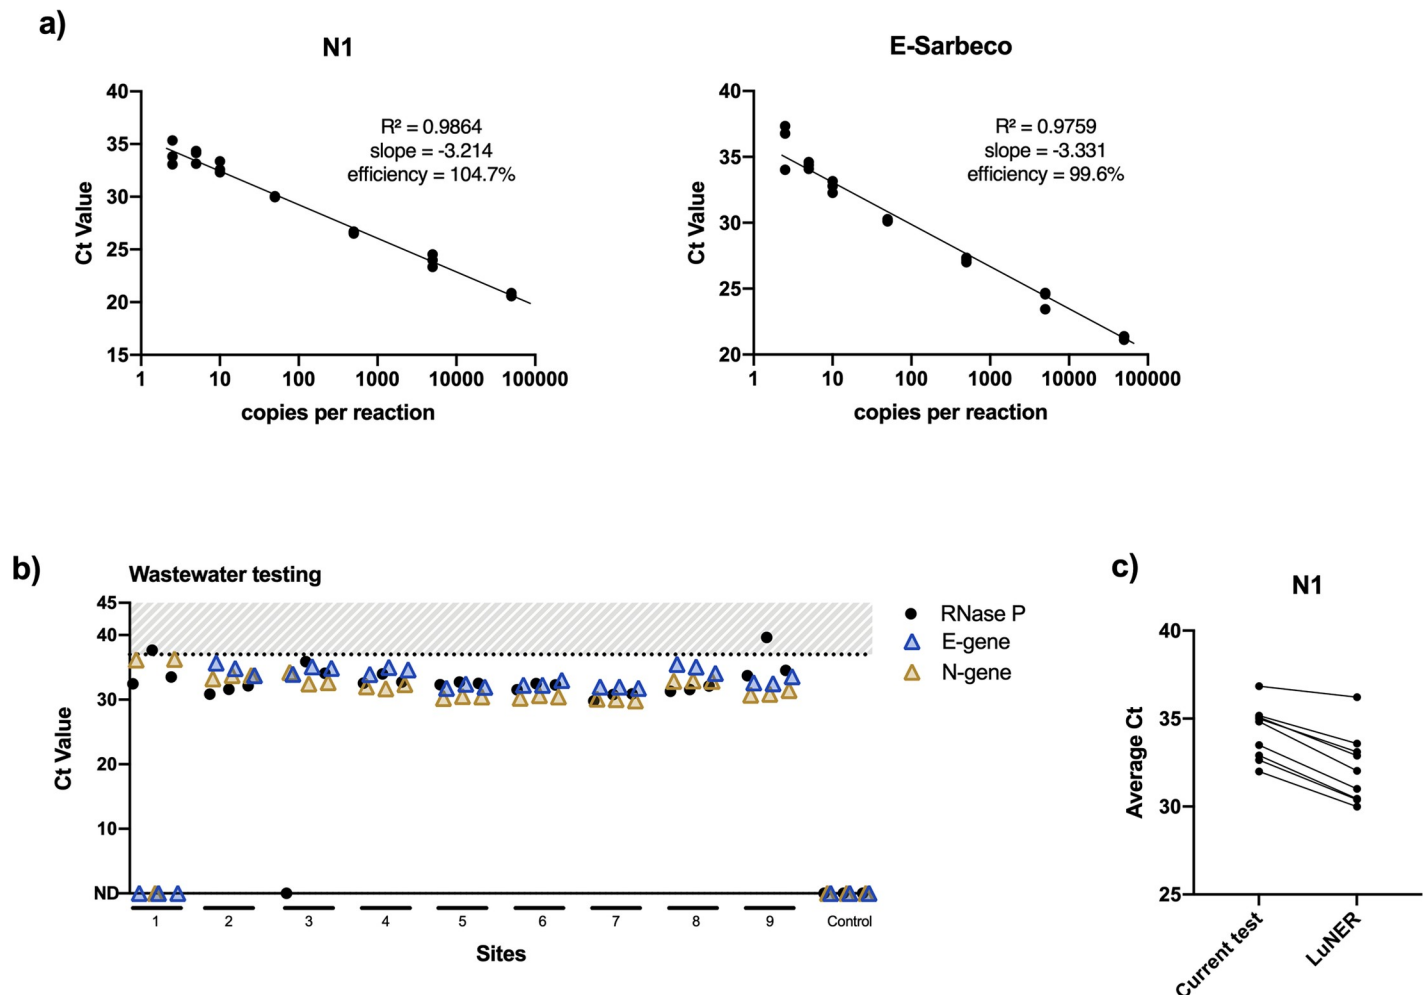 a)
N1
40
35
30
25
20
15
Ct Value
R² = 0.9864
slope = -3.214
efficiency = 104.7%
1 10 100 1000 10000 100000
copies per reaction
E-Sarbeco
40
35
30
25
20
Ct Value
R² = 0.9759
slope = -3.331
efficiency = 99.6%
1 10 100 1000 10000 100000
copies per reaction
b)
Wastewater testing
45
40
30
20
10
ND
Ct Value
1 2 3 4 5 6 7 8 9 Control
Sites
RNase P
E-gene
N-gene
c)
N1
40
35
30
25
Average Ct
Current test
LuNER